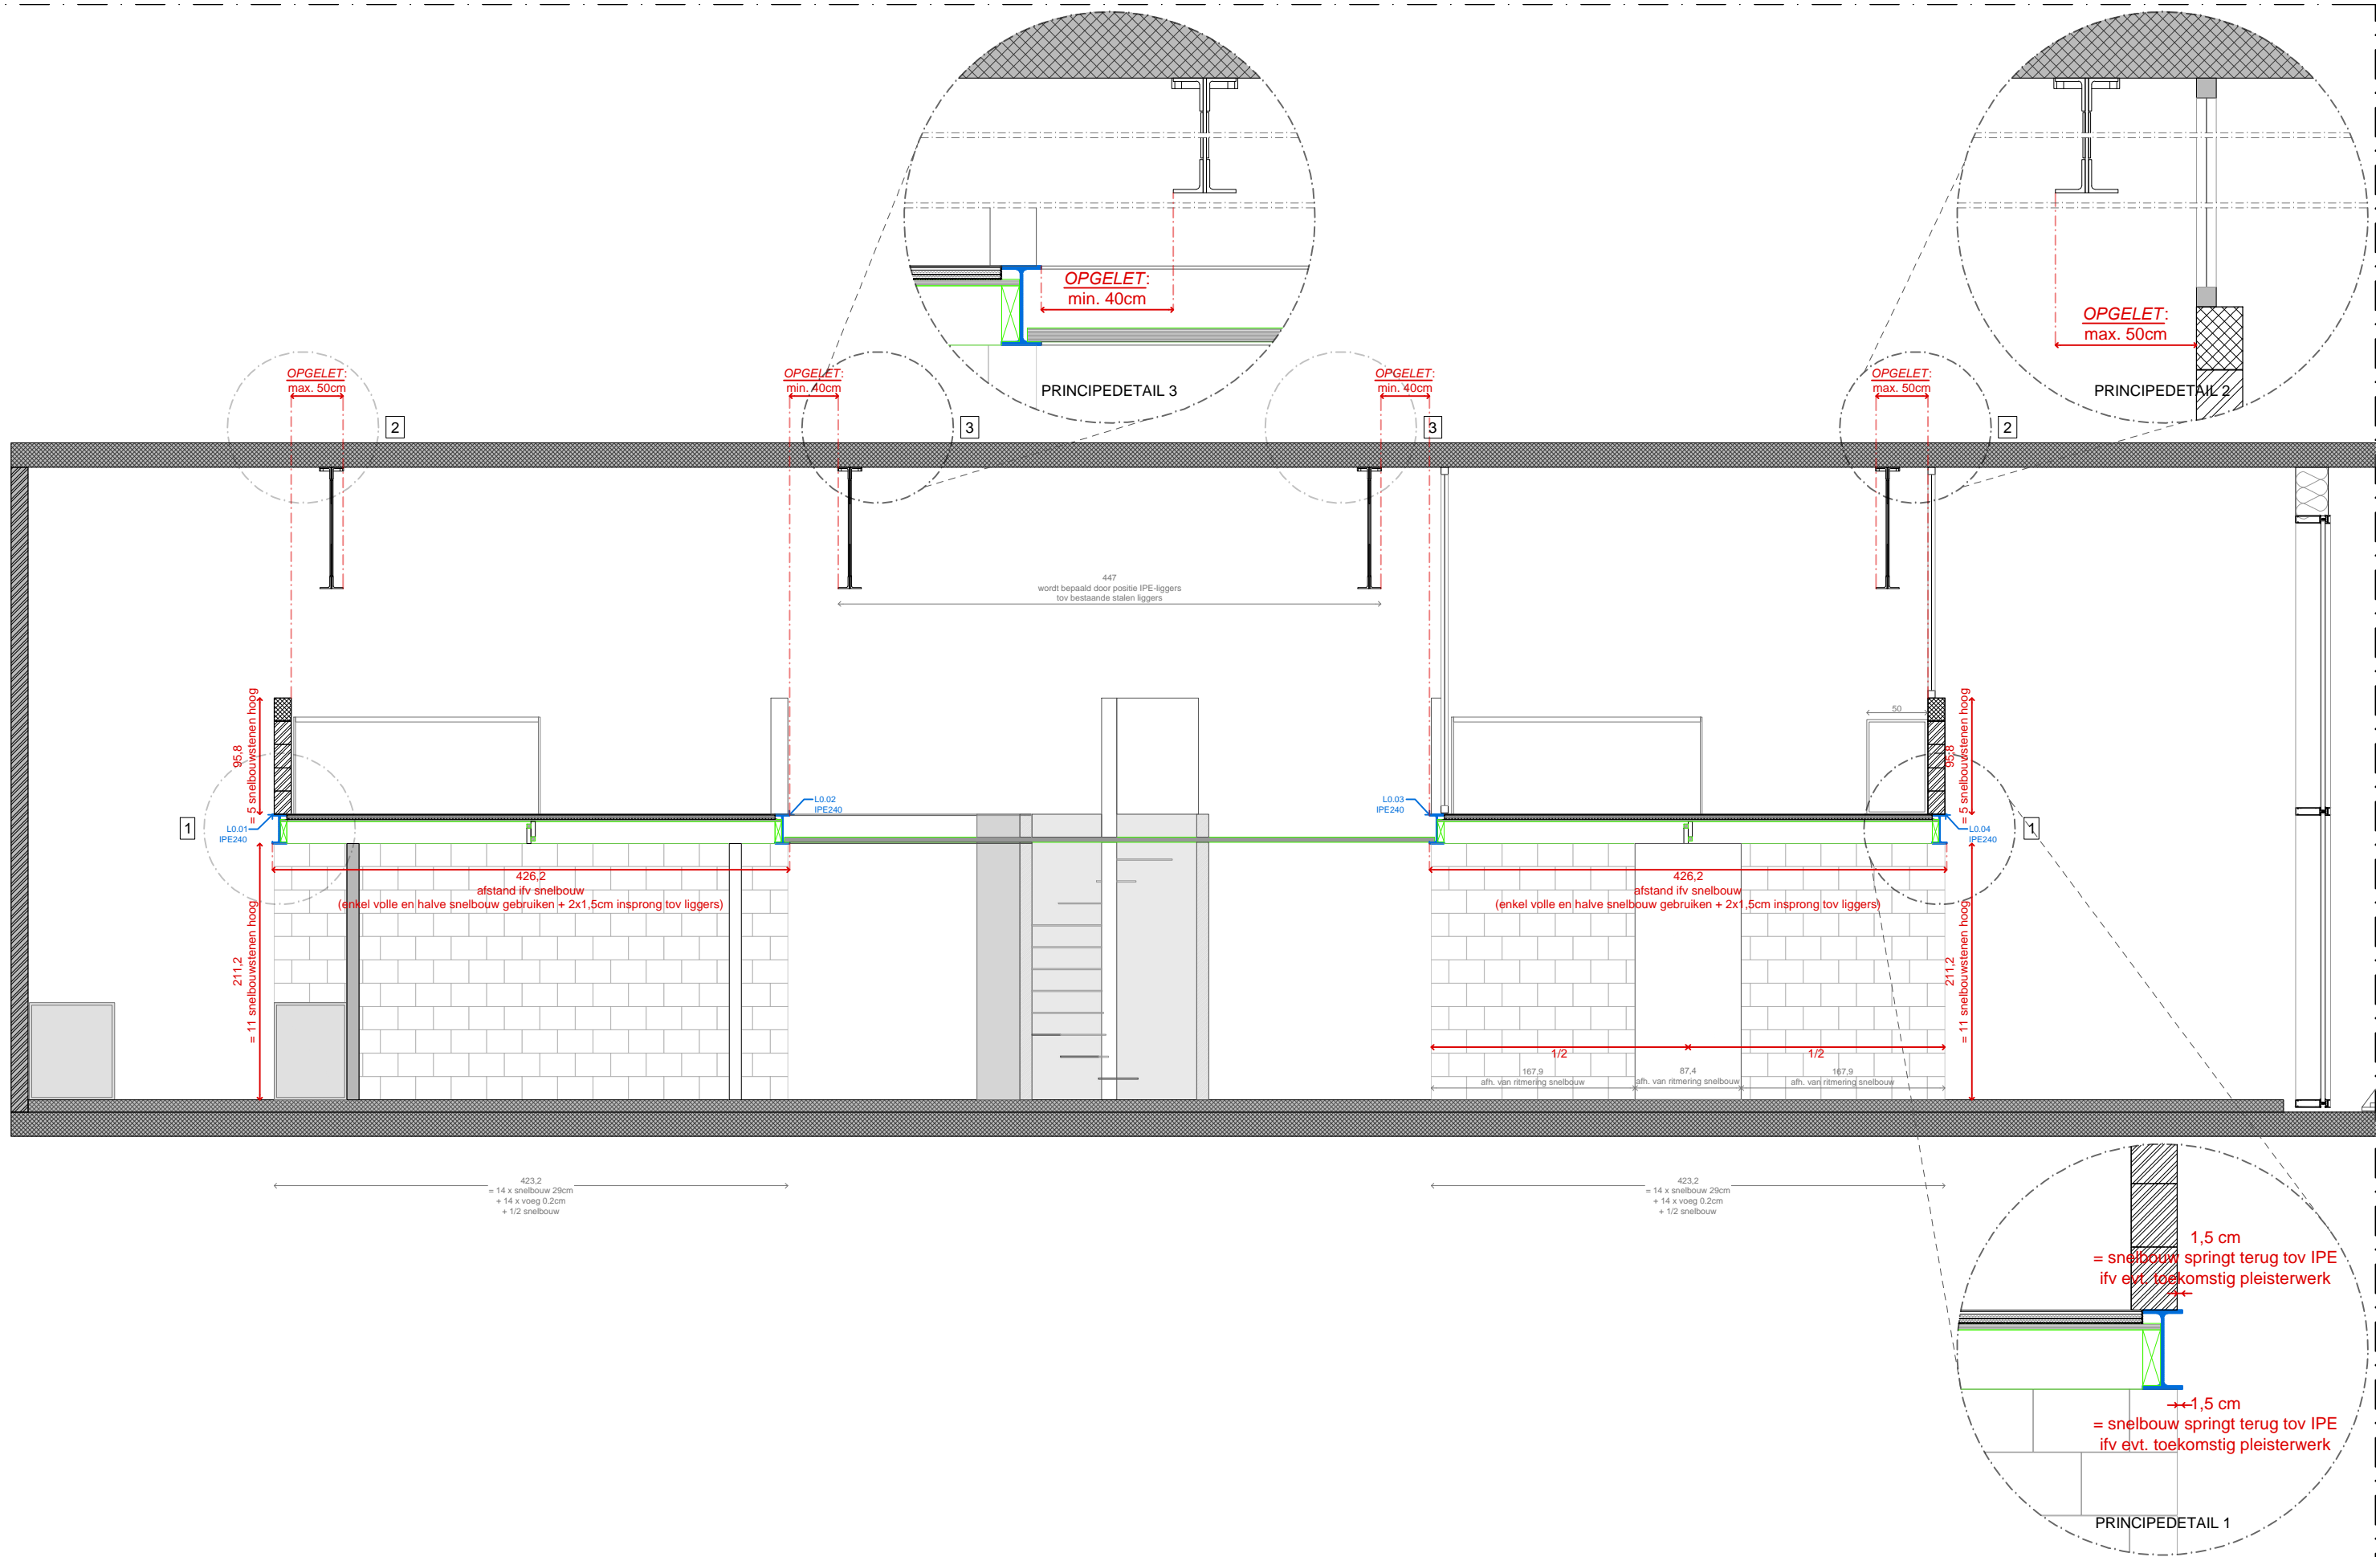 OPGELET:
min. 40cm
PRINCIPEDETAIL 3
OPGELET:
max. 50cm
PRINCIPEDETAIL 2
OPGELET:
max. 50cm
2
OPGELET:
min. 40cm
3
OPGELET:
min. 40cm
3
OPGELET:
max. 50cm
2
447
wordt bepaald door positie IPE-liggers
tov bestaande stalen liggers
95,8
= 5 snelbouwstenen hoog
1
L0.01
IPE240
L0.02
IPE240
L0.03
IPE240
50
95,8
= 5 snelbouwstenen hoog
L0.04
IPE240
1
426,2
afstand ifv snelbouw
(enkel volle en halve snelbouw gebruiken + 2x1,5cm insprong tov liggers)
426,2
afstand ifv snelbouw
(enkel volle en halve snelbouw gebruiken + 2x1,5cm insprong tov liggers)
211,2
= 11 snelbouwstenen hoog
211,2
= 11 snelbouwstenen hoog
1/2
1/2
167,9
afh. van ritmering snelbouw
87,4
afh. van ritmering snelbouw
167,9
afh. van ritmering snelbouw
423,2
= 14 x snelbouw 29cm
+ 14 x voeg 0.2cm
+ 1/2 snelbouw
423,2
= 14 x snelbouw 29cm
+ 14 x voeg 0.2cm
+ 1/2 snelbouw
1,5 cm
= snelbouw springt terug tov IPE
ifv evt. toekomstig pleisterwerk
1,5 cm
= snelbouw springt terug tov IPE
ifv evt. toekomstig pleisterwerk
PRINCIPEDETAIL 1